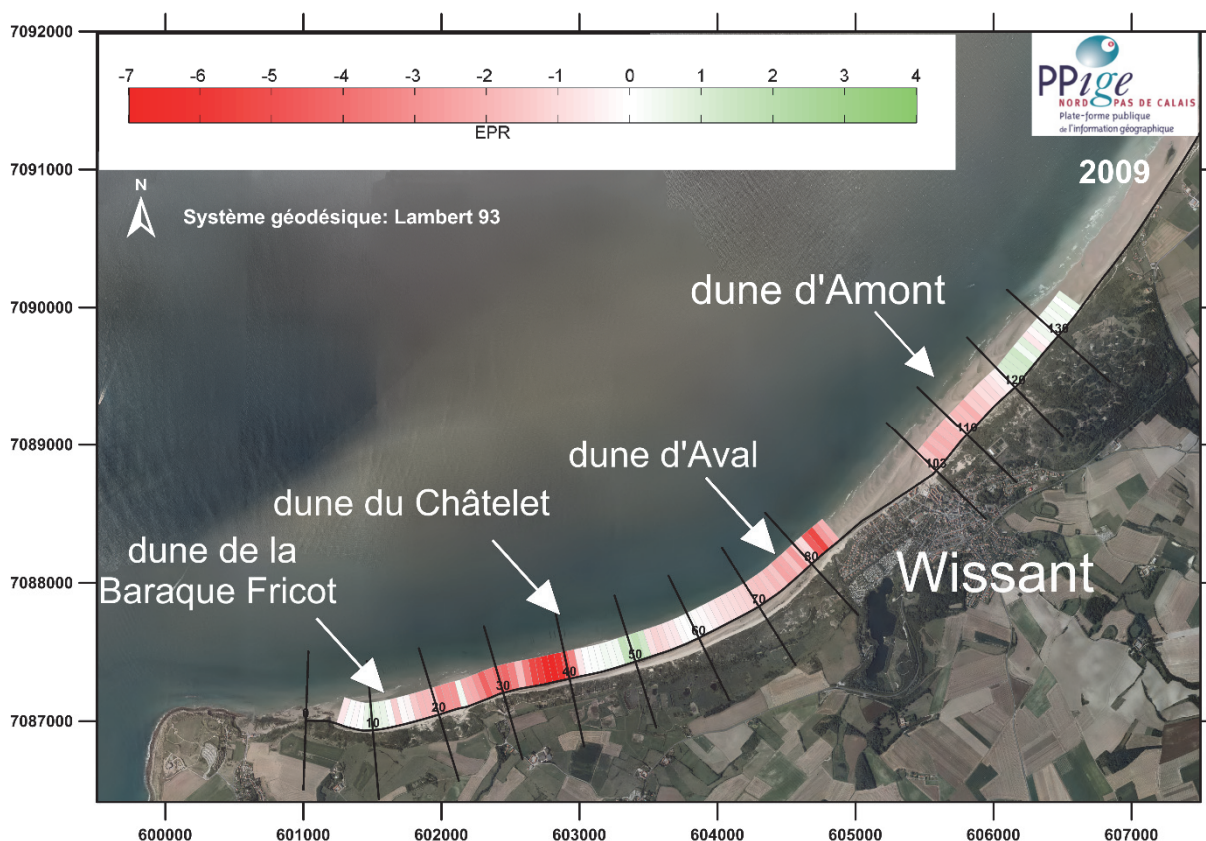 7092000
7091000
7090000
7089000
7088000
7087000
-7 -6 -5 -4 -3 -2 -1 0 1 2 3 4
EPR
PPige
NORD PAS DE CALAIS
Plate-forme publique
de l'information géographique
2009
N
Système géodésique: Lambert 93
dune d'Amont
130
120
110
103
dune d'Aval
80
dune du Châtelet
70
dune de la
Baraque Fricot
Wissant
60
50
40
30
20
10
0
600000 601000 602000 603000 604000 605000 606000 607000